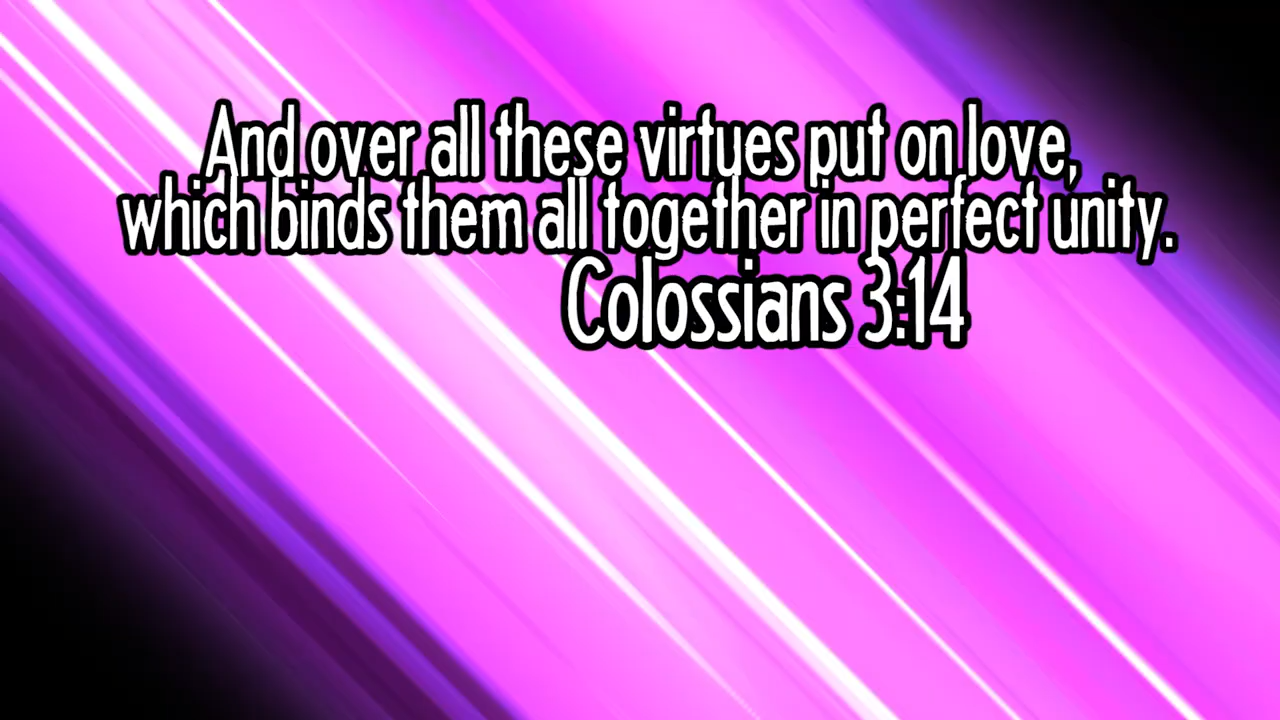 And over all these virtues put on love,
which binds them all together in perfect unity.
Colossians 3:14